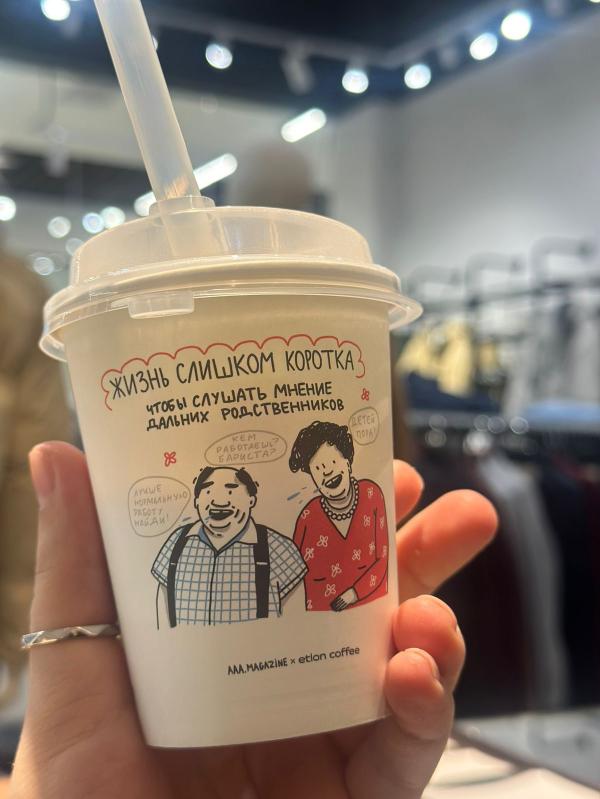 ЖИЗНЬ СЛИШКОМ КОРОТКА
ЧТОБЫ СЛУШАТЬ МНЕНИЕ
ДАЛЬНИХ РОДСТВЕННИКОВ
ДЕТЕЙ
ПОРА!
КЕМ
РАБОТАЕШЬ?
БАРИСТА?
ЛУЧШЕ
НОРМАЛЬНУЮ
РАБОТУ
НАЙДИ!
AAA.MAGAZINE × etlon coffee